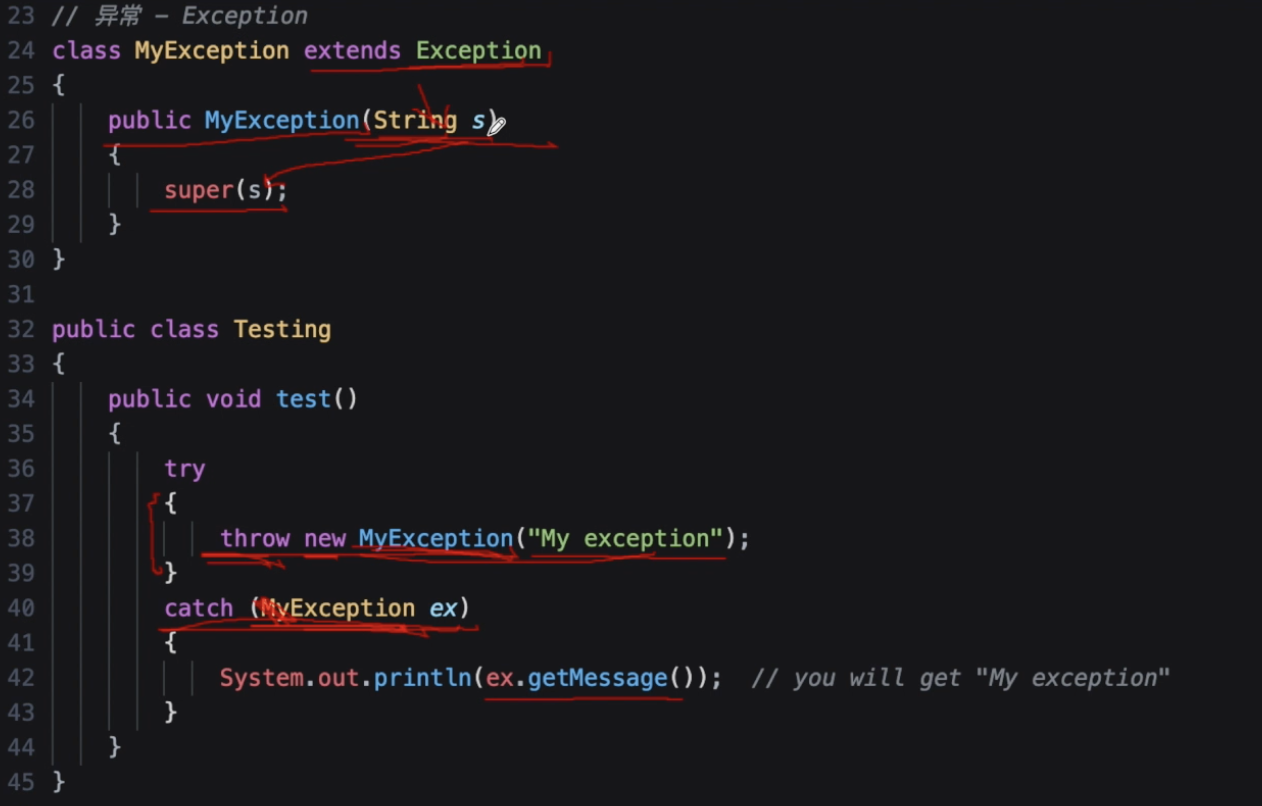 23 // 异常 – Exception
24 class MyException extends Exception
25 {
26 public MyException(String s)
27 {
28 super(s);
29 }
30 }
31
32 public class Testing
33 {
34 public void test()
35 {
36 try
37 {
38 throw new MyException("My exception");
39 }
40 catch (MyException ex)
41 {
42 System.out.println(ex.getMessage()); // you will get "My exception"
43 }
44 }
45 }